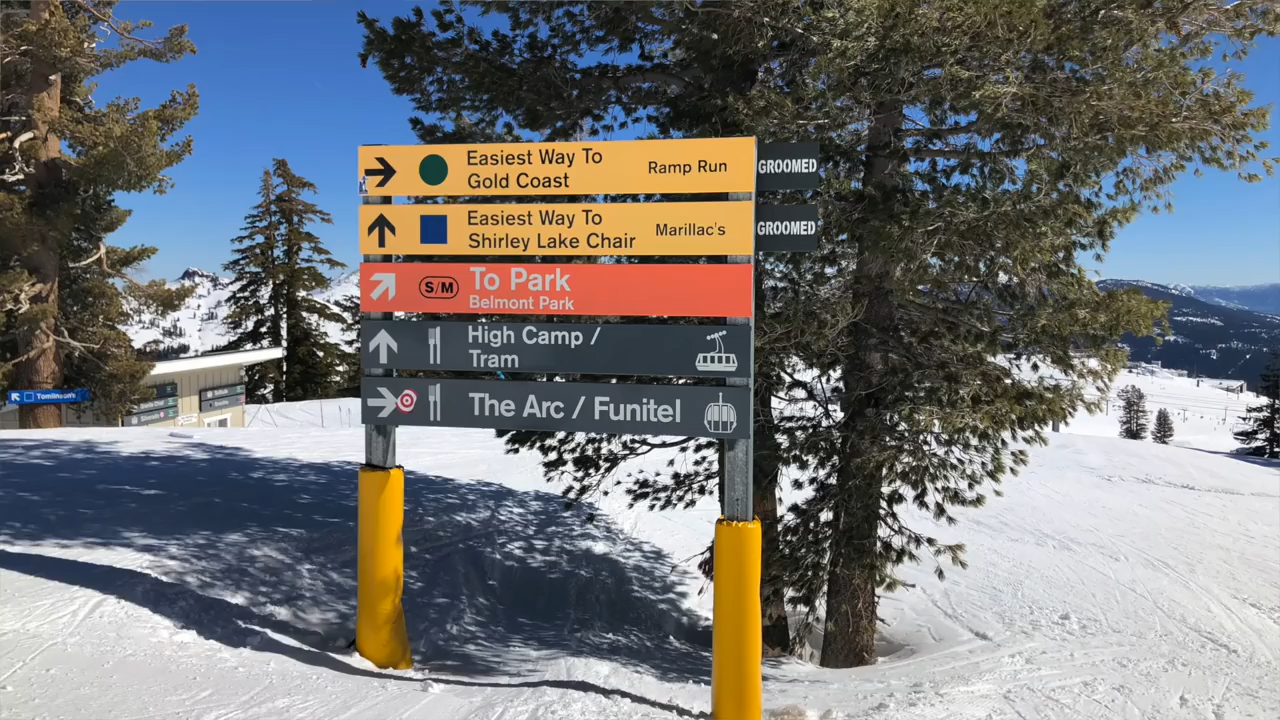 Easiest Way To
Gold Coast
Ramp Run
GROOMED
Easiest Way To
Shirley Lake Chair
Marillac's
GROOMED
S/M
To Park
Belmont Park
High Camp /
Tram
The Arc / Funitel
Tomlinson's